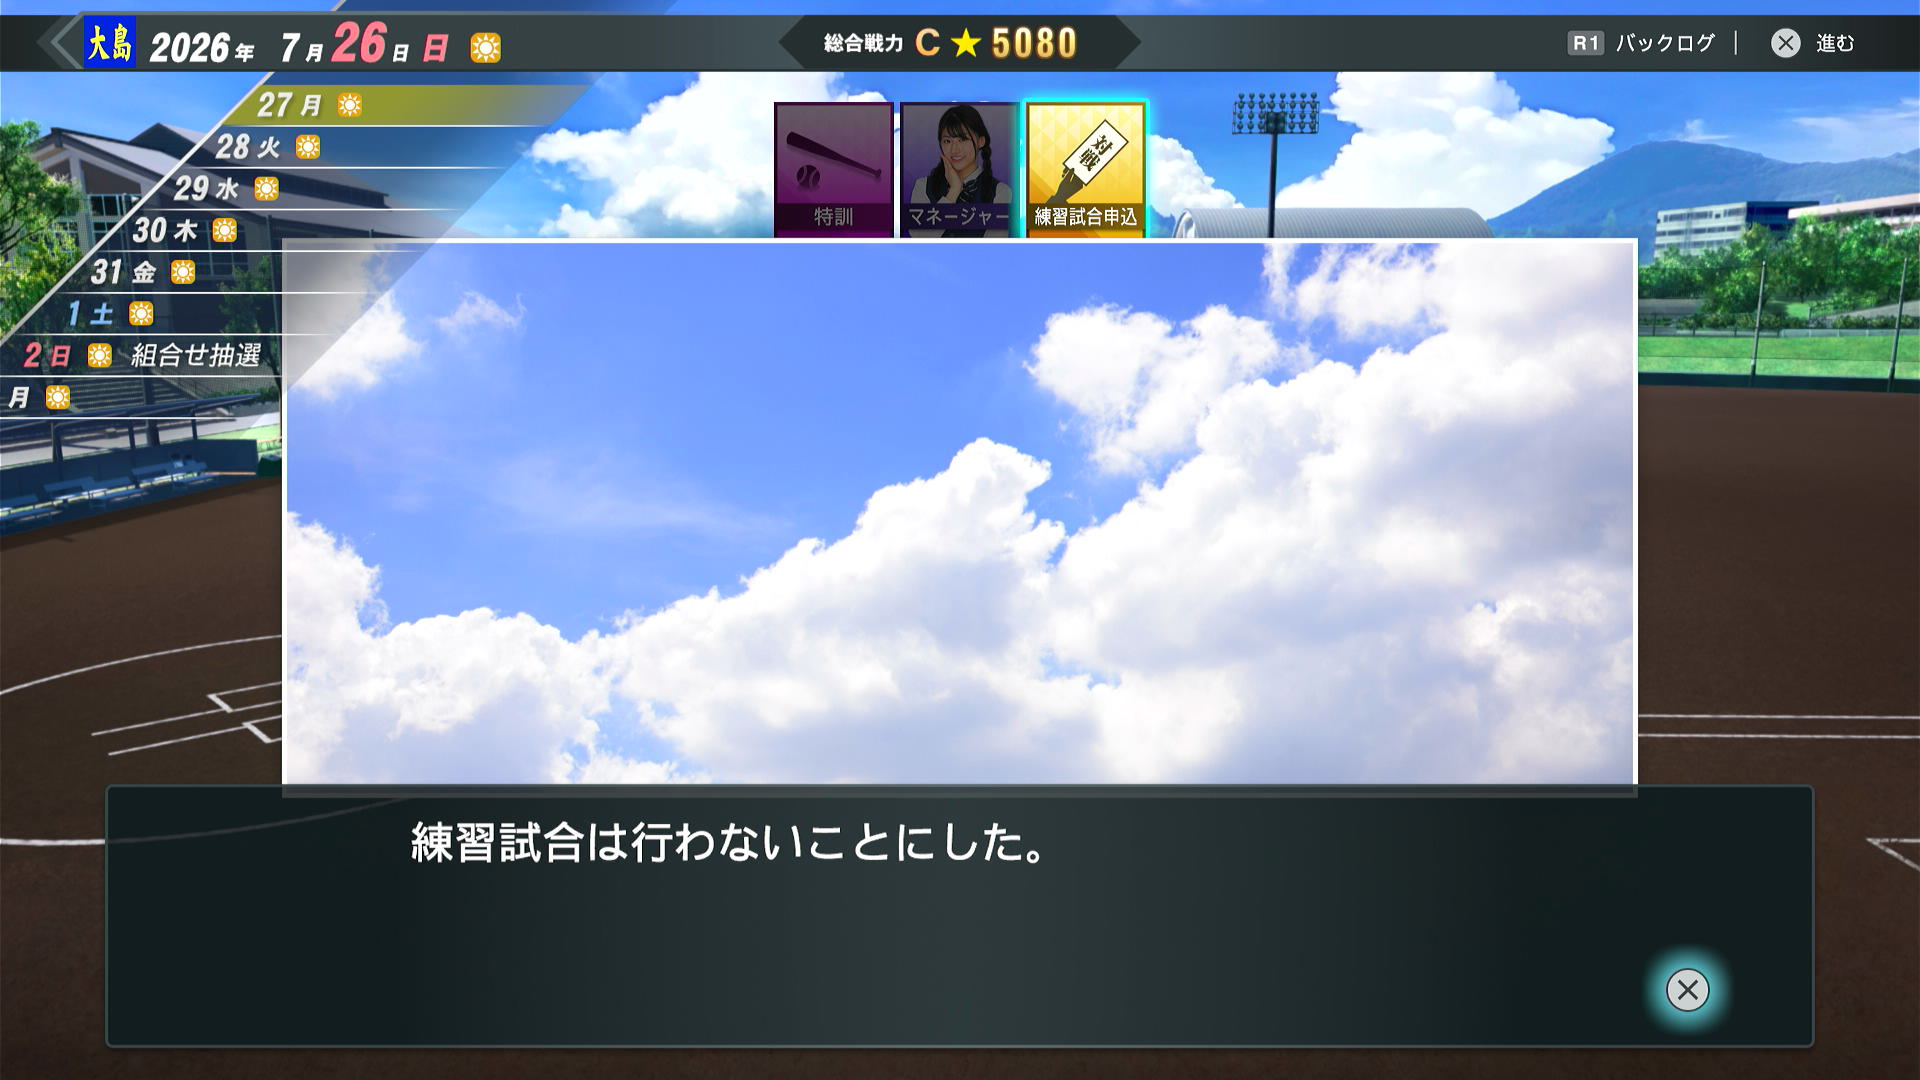 大島 2026年 7月26日 日
総合戦力 C ★ 5080
R1 バックログ
進む
27 月
28 火
29 水
30 木
31 金
1 土
2 日 組合せ抽選
月
特訓
マネージャー
対戦
練習試合申込
練習試合は行わないことにした。